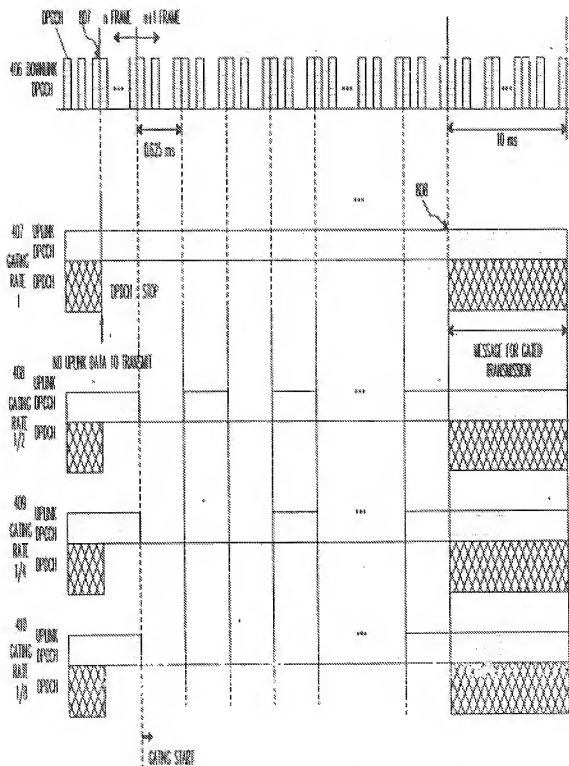 DPDCH 807 n FRAME n+1 FRAME
406 DOWNLINK
DPDCH
•••
0.625 ms
10 ms
•••
808
407 UPLINK
DPCCH
GATING
RATE DPDCH
1
DPDCH STOP
NO UPLINK DATA TO TRANSMIT
MESSAGE FOR GATED
TRANSMISSION
408 UPLINK
GATING DPCCH
RATE
1/2 DPDCH
•••
409 UPLINK
GATING DPCCH
RATE
1/4 DPDCH
•••
410 UPLINK
GATING DPCCH
RATE
1/8 DPDCH
•••
GATING START